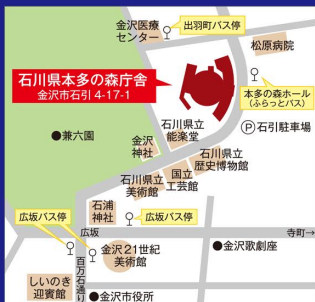 金沢医療
センター
出羽町バス停
松原病院
石川県本多の森庁舎
金沢市石引 4-17-1
本多の森ホール
(ふらっとバス)
P 石引駐車場
石川県立
能楽堂
●兼六園
金沢
神社
石川県立
歴史博物館
国立
工芸館
石川県立
美術館
石浦
神社
広坂バス停
広坂バス停
広坂
寺町→
金沢21世紀
美術館
●金沢歌劇座
百万石通り
しいのき
迎賓館
●金沢市役所